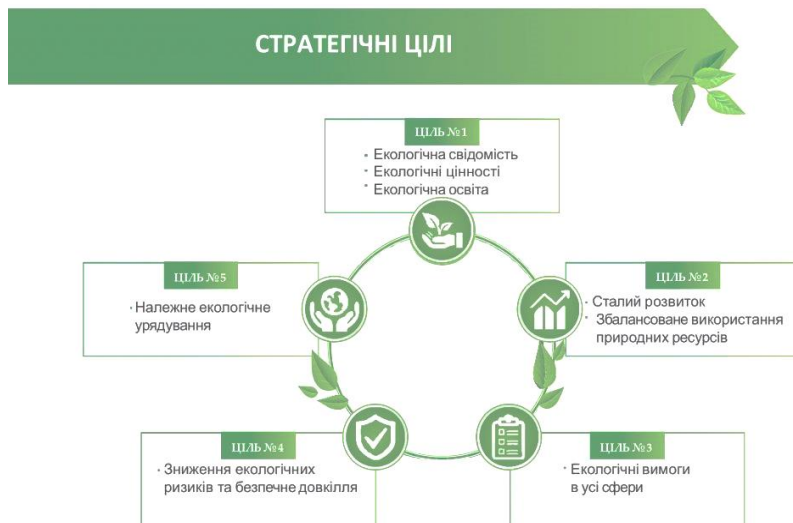 СТРАТЕГІЧНІ ЦІЛІ
ЦІЛЬ №1
• Екологічна свідомість
• Екологічні цінності
• Екологічна освіта
ЦІЛЬ №2
• Сталий розвиток
• Збалансоване використання
природних ресурсів
ЦІЛЬ №3
• Екологічні вимоги
в усі сфери
ЦІЛЬ №4
• Зниження екологічних
ризиків та безпечне довкілля
ЦІЛЬ №5
• Належне екологічне
урядування